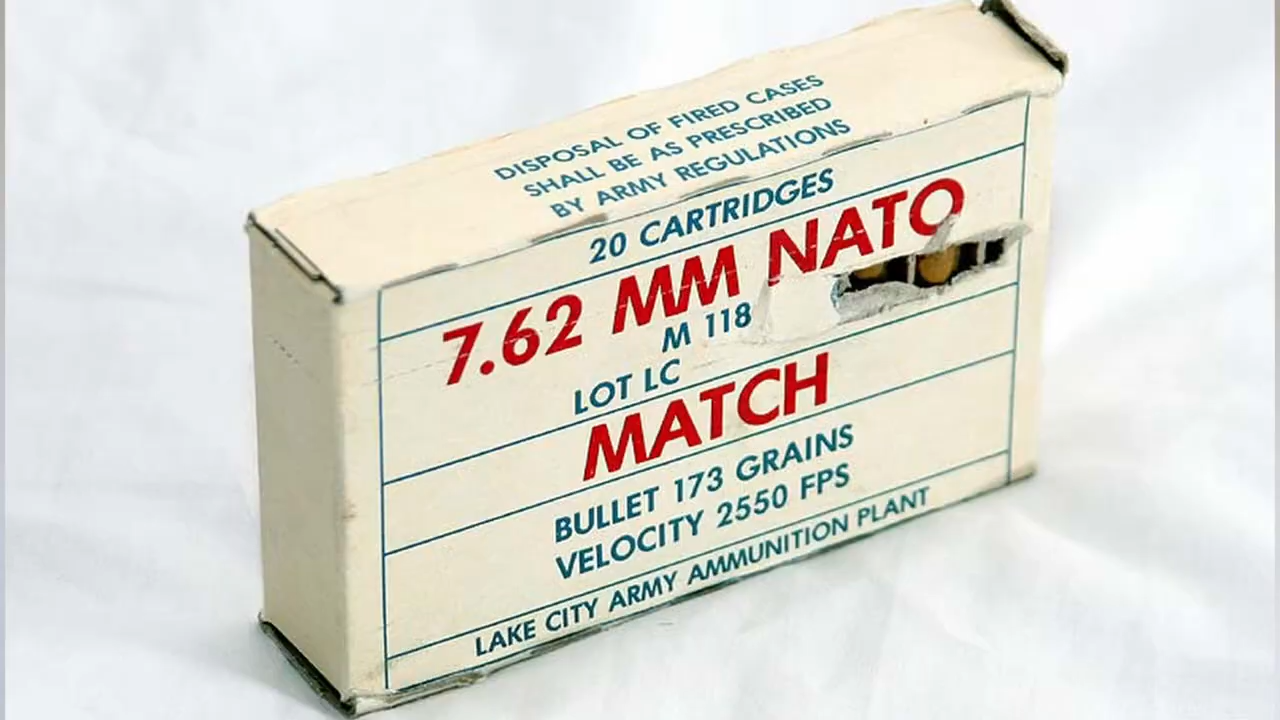 DISPOSAL OF FIRED CASES
SHALL BE AS PRESCRIBED
BY ARMY REGULATIONS
20 CARTRIDGES
7.62 MM NATO
M 118
LOT LC
MATCH
BULLET 173 GRAINS
VELOCITY 2550 FPS
LAKE CITY ARMY AMMUNITION PLANT